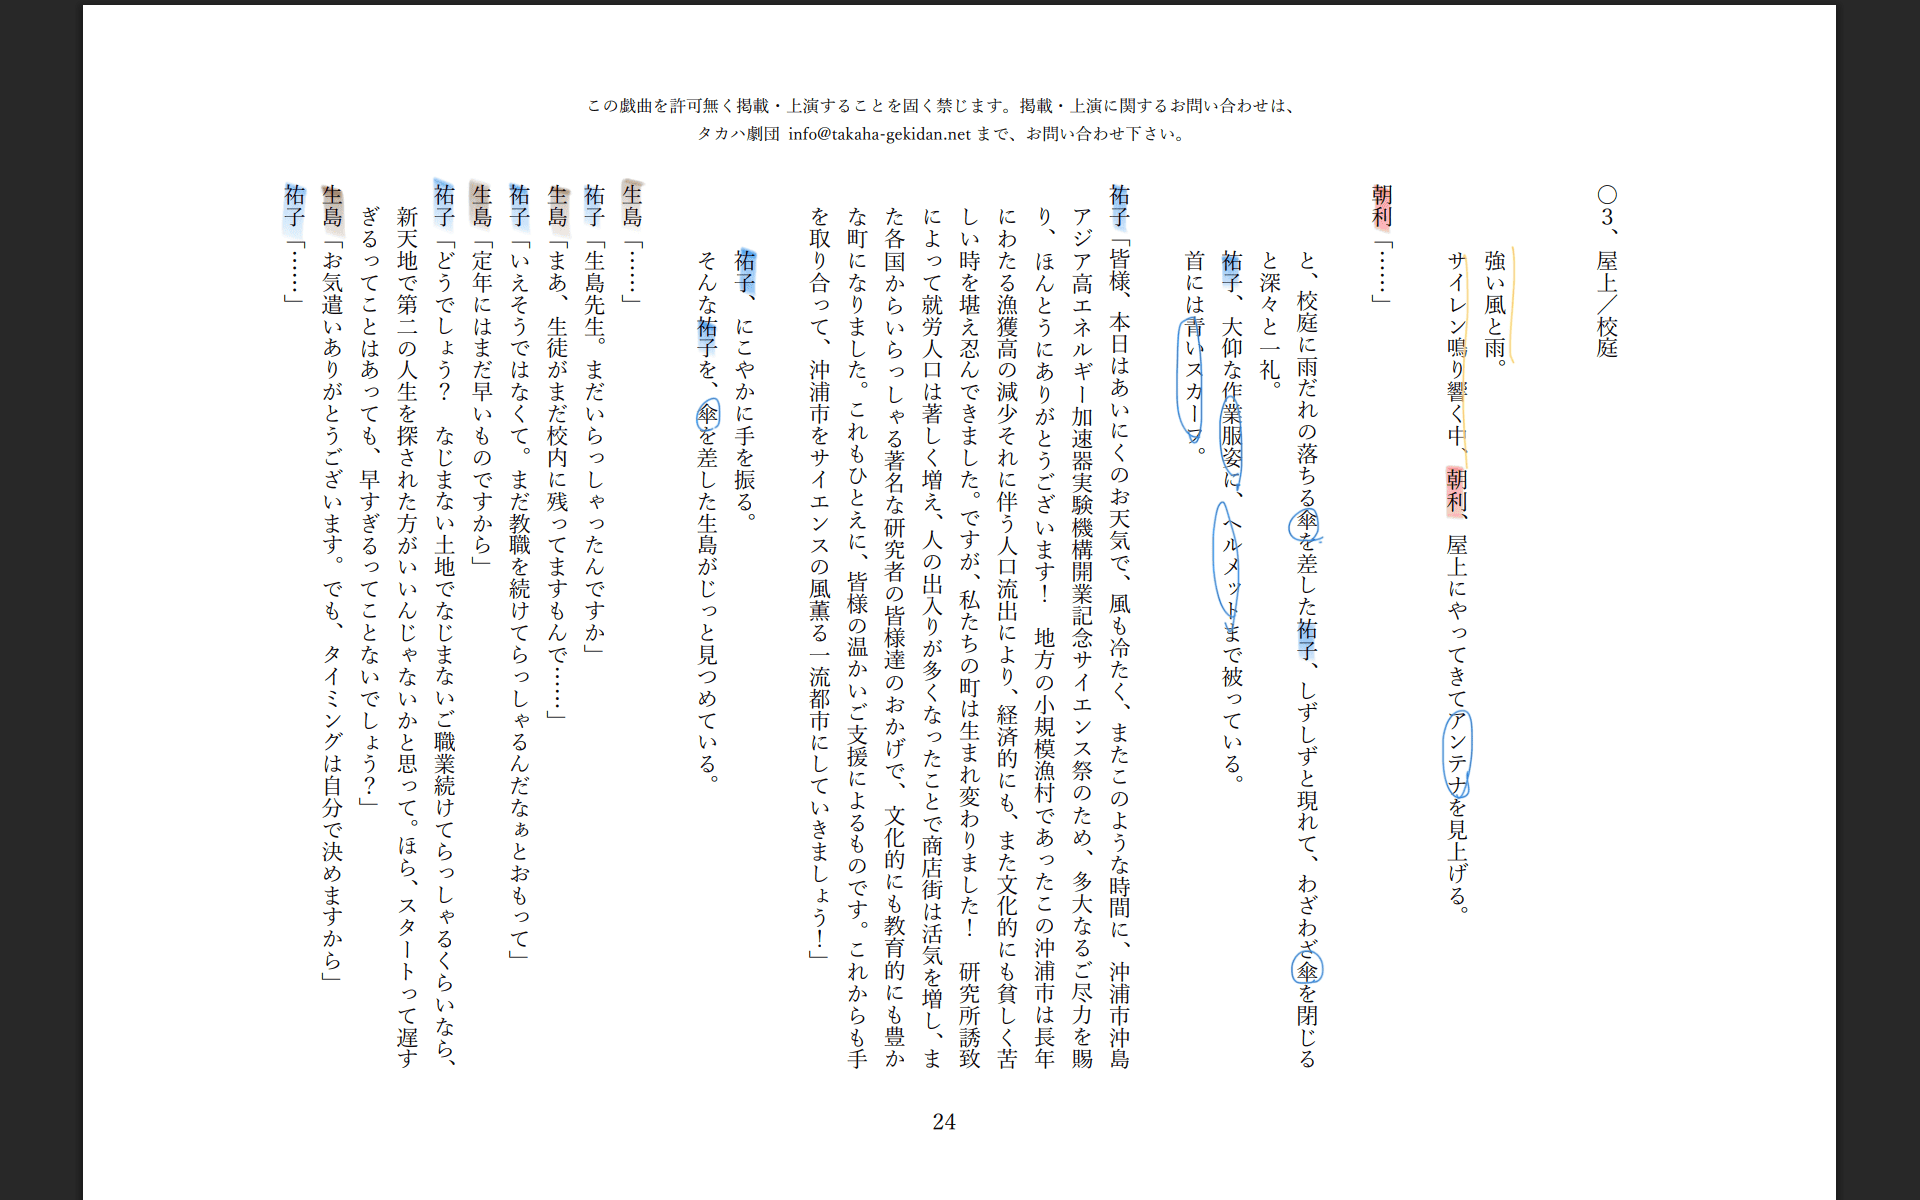 この戯曲を許可無く掲載・上演することを固く禁じます。掲載・上演に関するお問い合わせは、
タカハ劇団 info@takaha-gekidan.net まで、お問い合わせ下さい。
〇３、屋上／校庭
強い風と雨。
サイレン鳴り響く中、朝利、屋上にやってきてアンテナを見上げる。
朝利「……」
と、校庭に雨だれの落ちる傘を差した祐子、しずしずと現れて、わざわざ傘を閉じる
と深々と一礼。
祐子、大仰な作業服姿に、ヘルメットまで被っている。
首には青いスカーフ。
祐子「皆様、本日はあいにくのお天気で、風も冷たく、またこのような時間に、沖浦市沖島
アジア高エネルギー加速器実験機構開業記念サイエンス祭のため、多大なるご尽力を賜
り、ほんとうにありがとうございます！　地方の小規模漁村であったこの沖浦市は長年
にわたる漁獲高の減少それに伴う人口流出により、経済的にも、また文化的にも貧しく苦
しい時を堪え忍んできました。ですが、私たちの町は生まれ変わりました！　研究所誘致
によって就労人口は著しく増え、人の出入りが多くなったことで商店街は活気を増し、ま
た各国からいらっしゃる著名な研究者の皆様達のおかげで、文化的にも教育的にも豊か
な町になりました。これもひとえに、皆様の温かいご支援によるものです。これからも手
を取り合って、沖浦市をサイエンスの風薫る一流都市にしていきましょう！」
祐子、にこやかに手を振る。
そんな祐子を、傘を差した生島がじっと見つめている。
生島「……」
祐子「生島先生。まだいらっしゃったんですか」
生島「まあ、生徒がまだ校内に残ってますもんで……」
祐子「いえそうではなくて。まだ教職を続けてらっしゃるんだなぁとおもって」
生島「定年にはまだ早いものですから」
祐子「どうでしょう？　なじまない土地でなじまないご職業続けてらっしゃるくらいなら、
新天地で第二の人生を探された方がいいんじゃないかと思って。ほら、スタートって遅す
ぎるってことはあっても、早すぎるってことないでしょう？」
生島「お気遣いありがとうございます。でも、タイミングは自分で決めますから」
祐子「……」
24